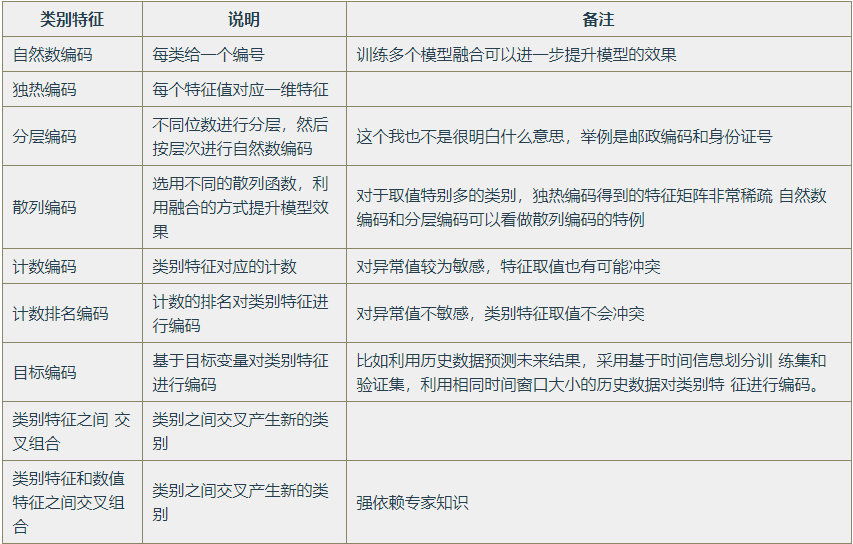 类别特征 说明 备注
自然数编码 每类给一个编号 训练多个模型融合可以进一步提升模型的效果
独热编码 每个特征值对应一维特征
分层编码
不同位数进行分层，然后
按层次进行自然数编码
这个我也不是很明白什么意思，举例是邮政编码和身份证号
散列编码
选用不同的散列函数，利
用融合的方式提升模型效
果
对于取值特别多的类别，独热编码得到的特征矩阵非常稀疏 自然数
编码和分层编码可以看做散列编码的特例
计数编码 类别特征对应的计数 对异常值较为敏感，特征取值也有可能冲突
计数排名编码
计数的排名对类别特征进
行编码
对异常值不敏感，类别特征取值不会冲突
目标编码
基于目标变量对类别特征
进行编码
比如利用历史数据预测未来结果，采用基于时间信息划分训 练集和
验证集，利用相同时间窗口大小的历史数据对类别特 征进行编码。
类别特征之间 交
叉组合
类别之间交叉产生新的类
别
类别特征和数值
特征之间交叉组
合
类别之间交叉产生新的类
别
强依赖专家知识